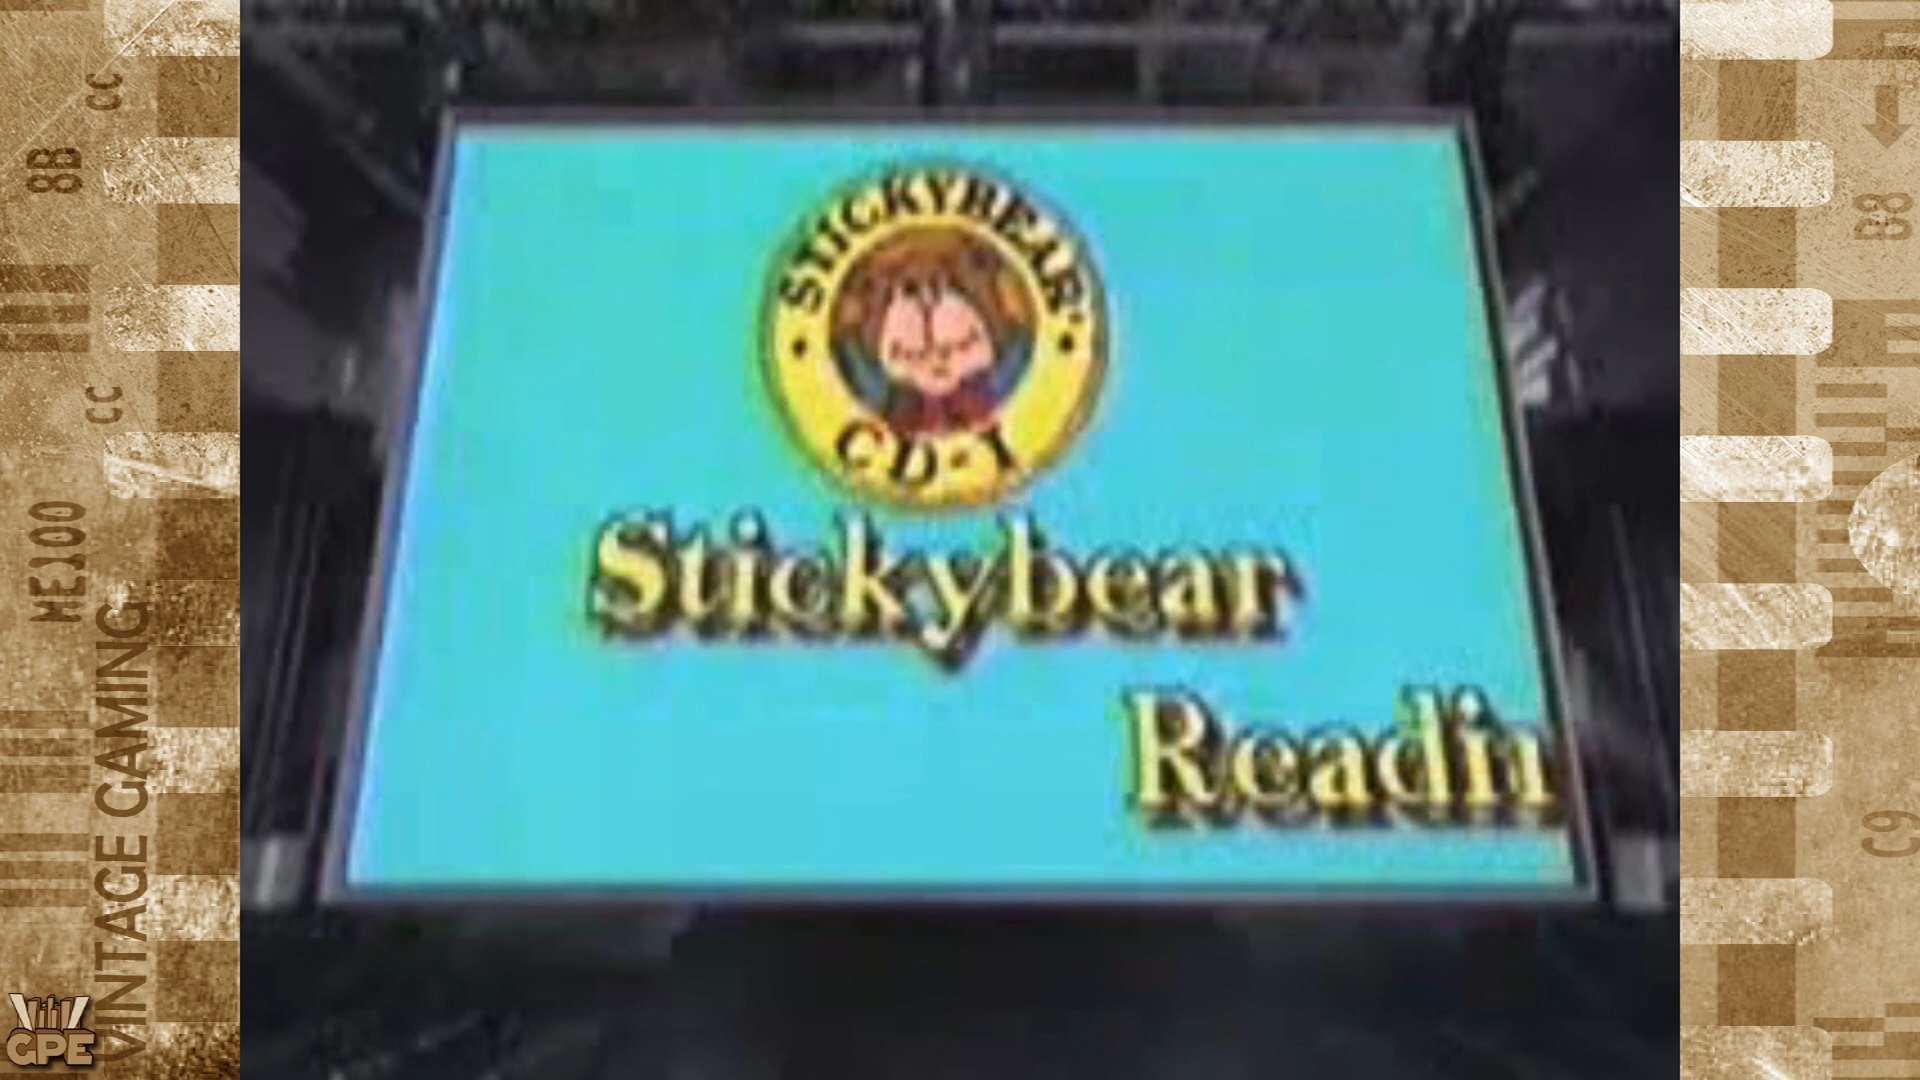 STICKYBEAR
CD-I
Stickybear
Readin
CC
8B
CC
ME100
VINTAGE GAMING
GPE
B8
C9